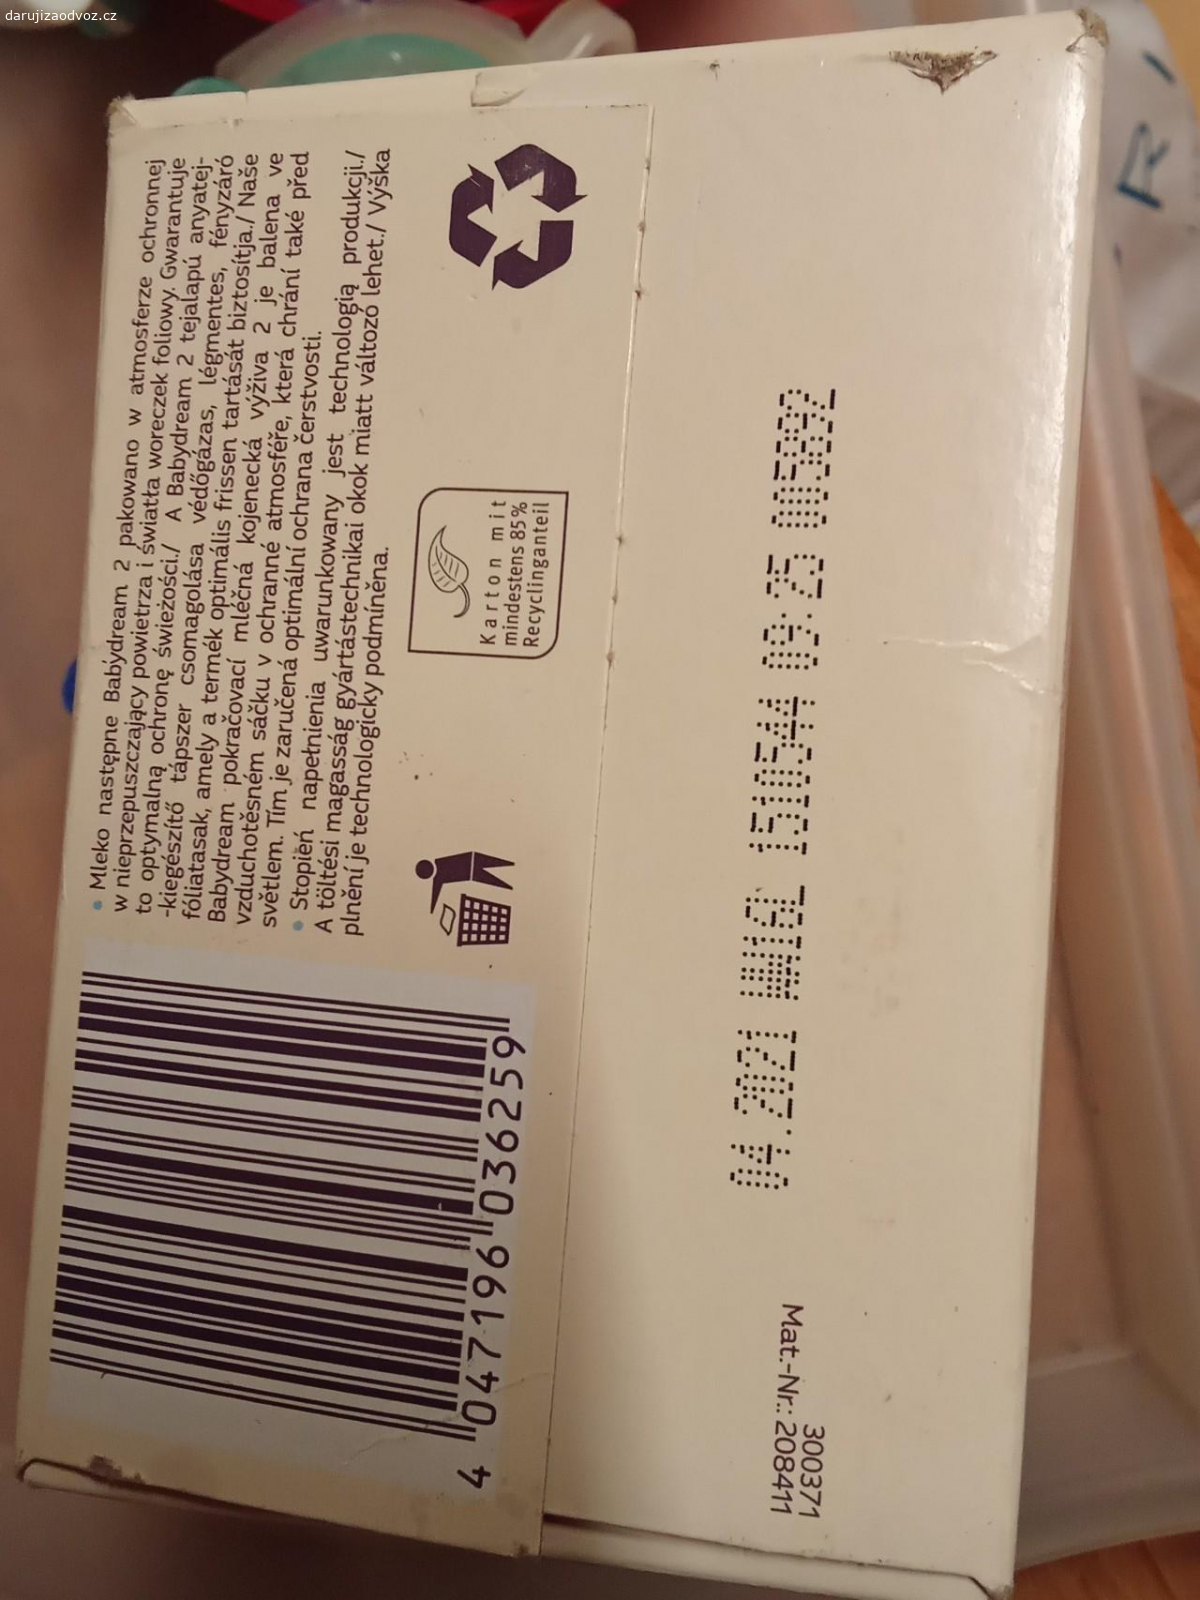 darujizaodvoz.cz
• Mleko następne Babydream 2 pakowano w atmosferze ochronnej
w nieprzepuszczający powietrza i światła woreczek foliowy. Gwarantuje
to optymalną ochronę świeżości./ A Babydream 2 tejalapú anyatej-
-kiegészítő tápszer csomagolása védőgázas, légmentes, fényzáró
fóliatasak, amely a termék optimális frissen tartását biztosítja./ Naše
Babydream pokračovací mléčná kojenecká výživa 2 je balena ve
vzduchotěsném sáčku v ochranné atmosféře, která chrání také před
světlem. Tím je zaručená optimální ochrana čerstvosti.
• Stopień napełnienia uwarunkowany jest technologią produkcji./
A töltési magasság gyártástechnikai okok miatt változó lehet./ Výška
plnění je technologicky podmíněna.
Karton mit
mindestens 85%
Recyclinganteil
4 047196 036259
04.2021
300371
Mat.-Nr.: 208411
R